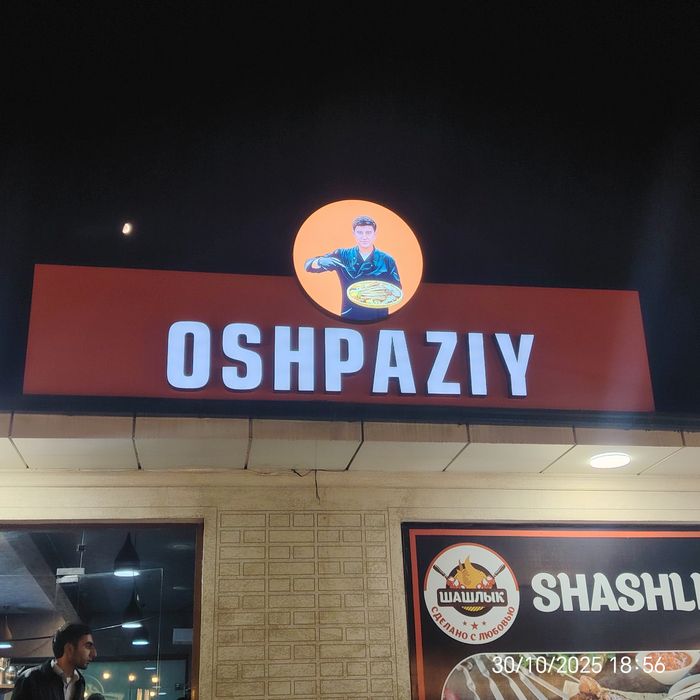 OSHPAZIY
ШАШЛЫК
СДЕЛАНО С ЛЮБОВЬЮ
SHASHLI
30/10/2025 18:56